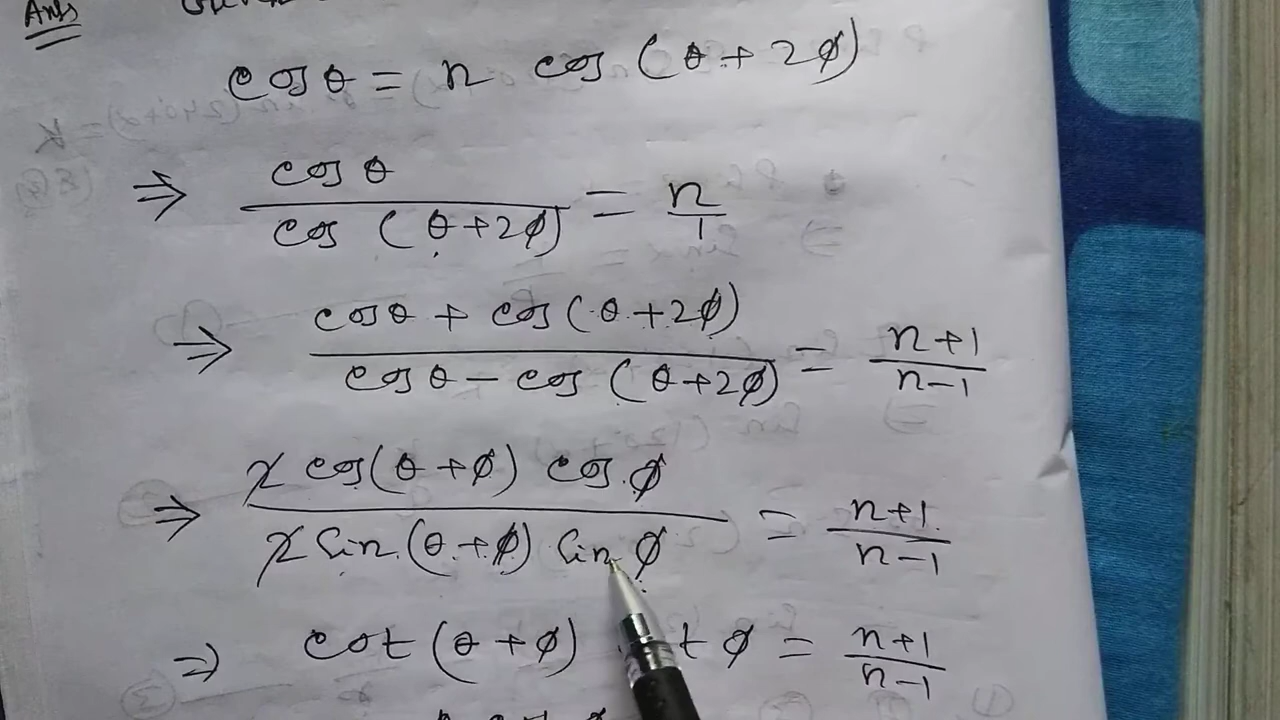 Ans
cos θ = n cos (θ + 2φ)
⇒ cos θ / cos (θ + 2φ) = n / 1
⇒ cos θ + cos (θ + 2φ) / cos θ − cos (θ + 2φ) = n+1 / n−1
⇒ 2 cos (θ + φ) cos φ / 2 sin (θ + φ) sin φ = n+1 / n−1
⇒ cot (θ + φ) t φ = n+1 / n−1